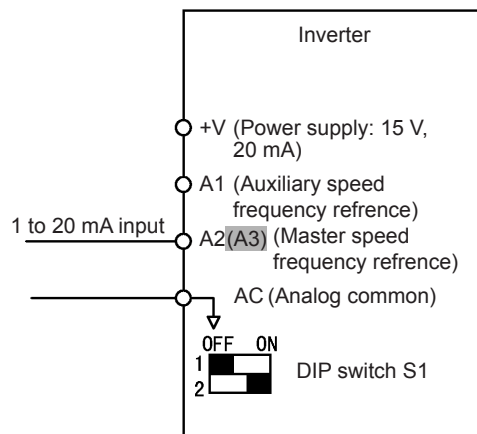 Inverter
+V (Power supply: 15 V,
20 mA)
A1 (Auxiliary speed
frequency refrence)
1 to 20 mA input
A2(A3) (Master speed
frequency refrence)
AC (Analog common)
OFF ON
1
2
DIP switch S1